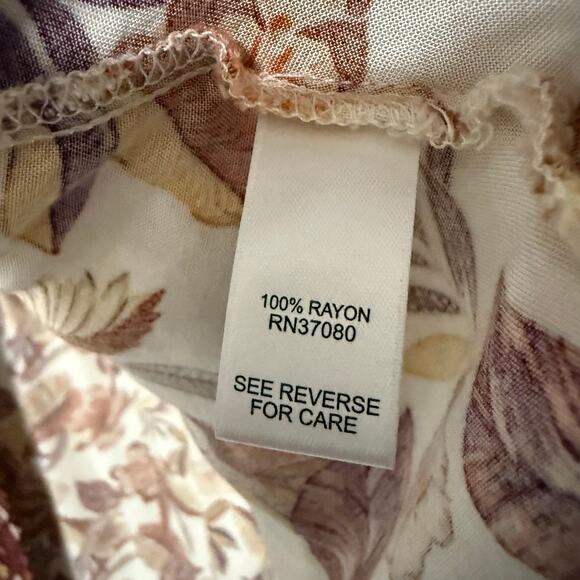 100% RAYON
RN37080
SEE REVERSE
FOR CARE